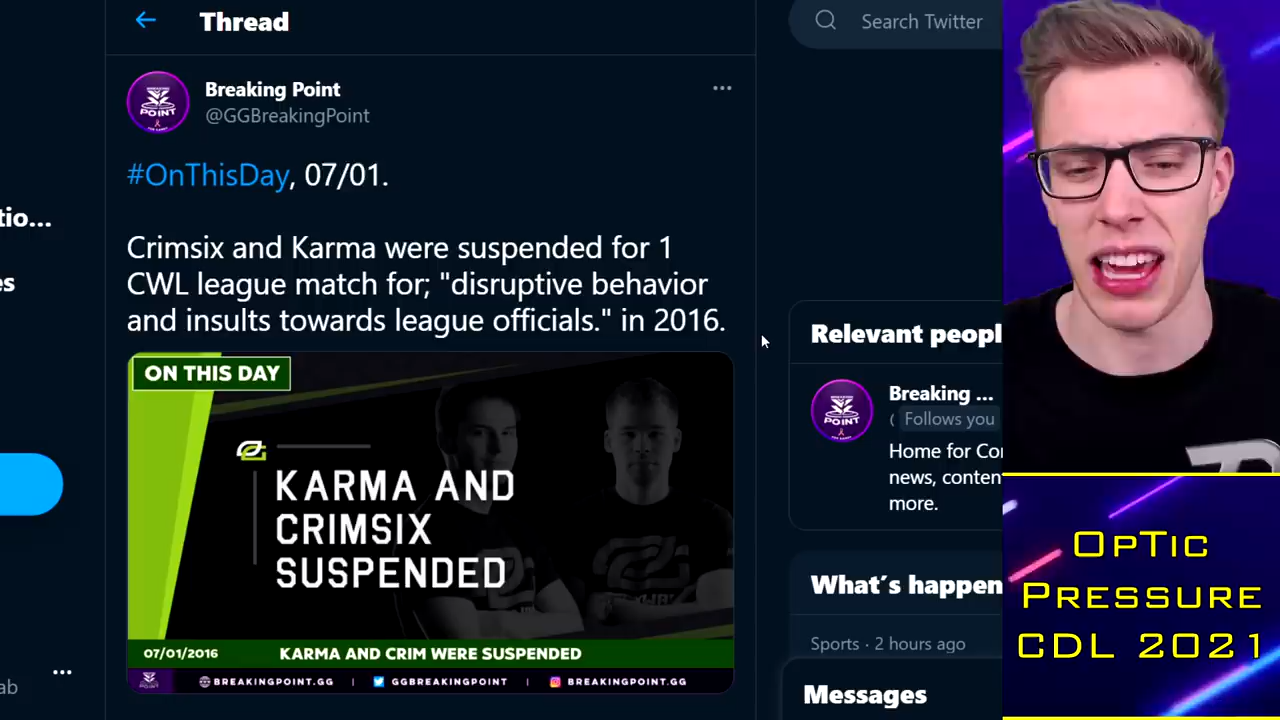 Thread
Search Twitter
Breaking Point
@GGBreakingPoint
#OnThisDay, 07/01.
Crimsix and Karma were suspended for 1
CWL league match for; "disruptive behavior
and insults towards league officials." in 2016.
ON THIS DAY
KARMA AND
CRIMSIX
SUSPENDED
07/01/2016 KARMA AND CRIM WERE SUSPENDED
BREAKINGPOINT.GG | GGBREAKINGPOINT | BREAKINGPOINT.GG
Relevant peopl
Breaking ...
( Follows you
Home for Co
news, conten
more.
What's happen
Sports · 2 hours ago
Messages
OpTic
Pressure
CDL 2021